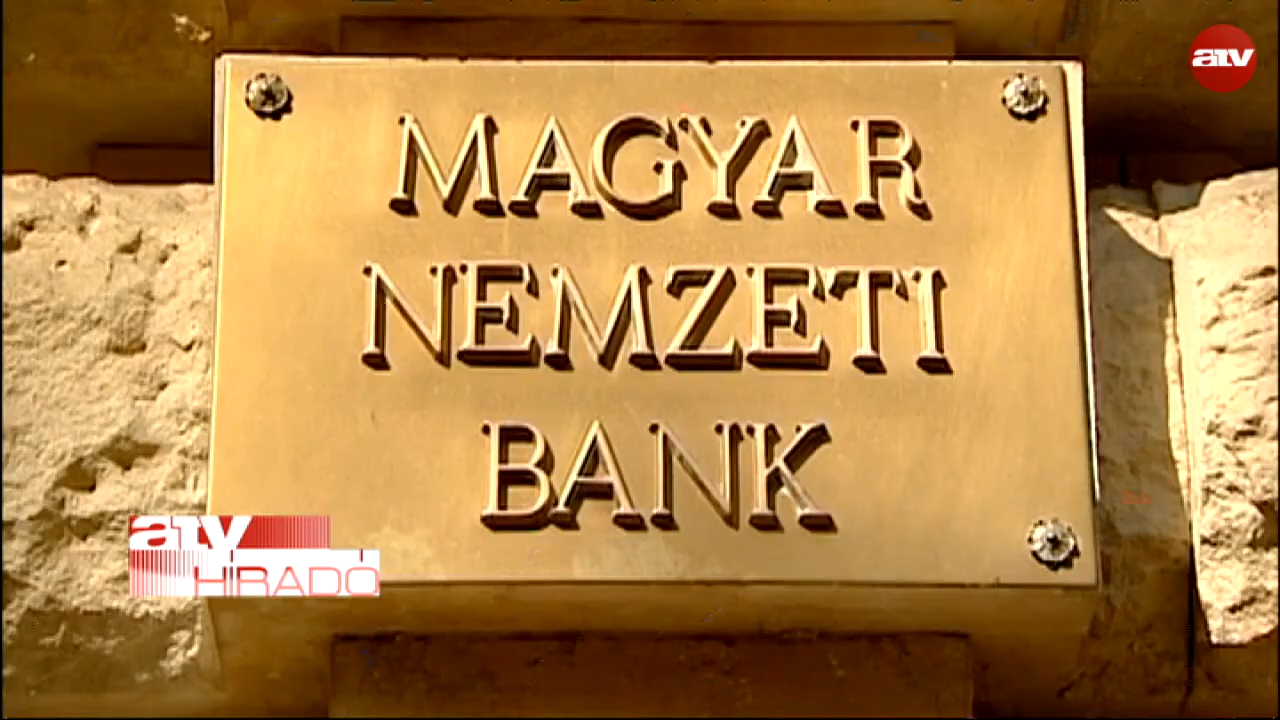 atv
MAGYAR
NEMZETI
BANK
atv
HÍRADÓ